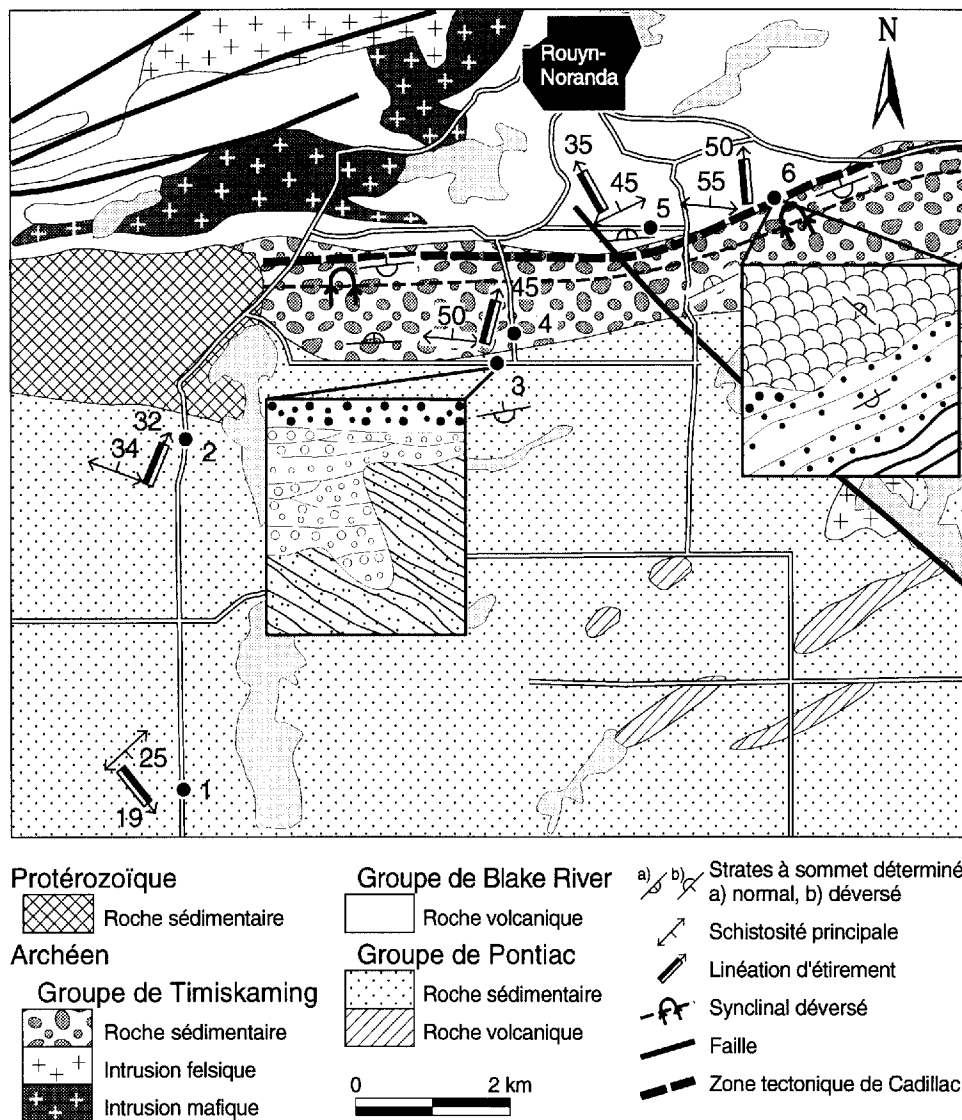 Rouyn-
Noranda
N
35
45
5
50
55
6
45
50
4
3
32
34
2
25
19
1
Protérozoïque
Roche sédimentaire
Archéen
Groupe de Timiskaming
Roche sédimentaire
Intrusion felsique
Intrusion mafique
Groupe de Blake River
Roche volcanique
Groupe de Pontiac
Roche sédimentaire
Roche volcanique
0 2 km
a) b) Strates à sommet déterminé
a) normal, b) déversé
Schistosité principale
Linéation d'étirement
Synclinal déversé
Faille
Zone tectonique de Cadillac